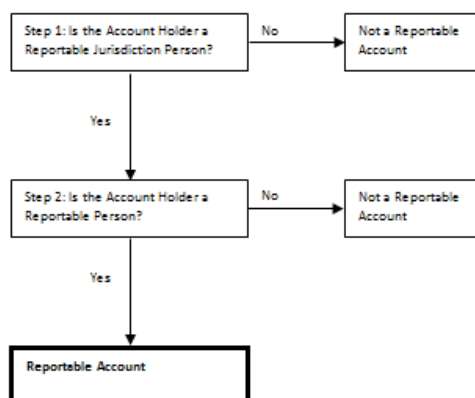 Step 1: Is the Account Holder a
Reportable Jurisdiction Person?
No
Not a Reportable
Account
Yes
Step 2: Is the Account Holder a
Reportable Person?
No
Not a Reportable
Account
Yes
Reportable Account